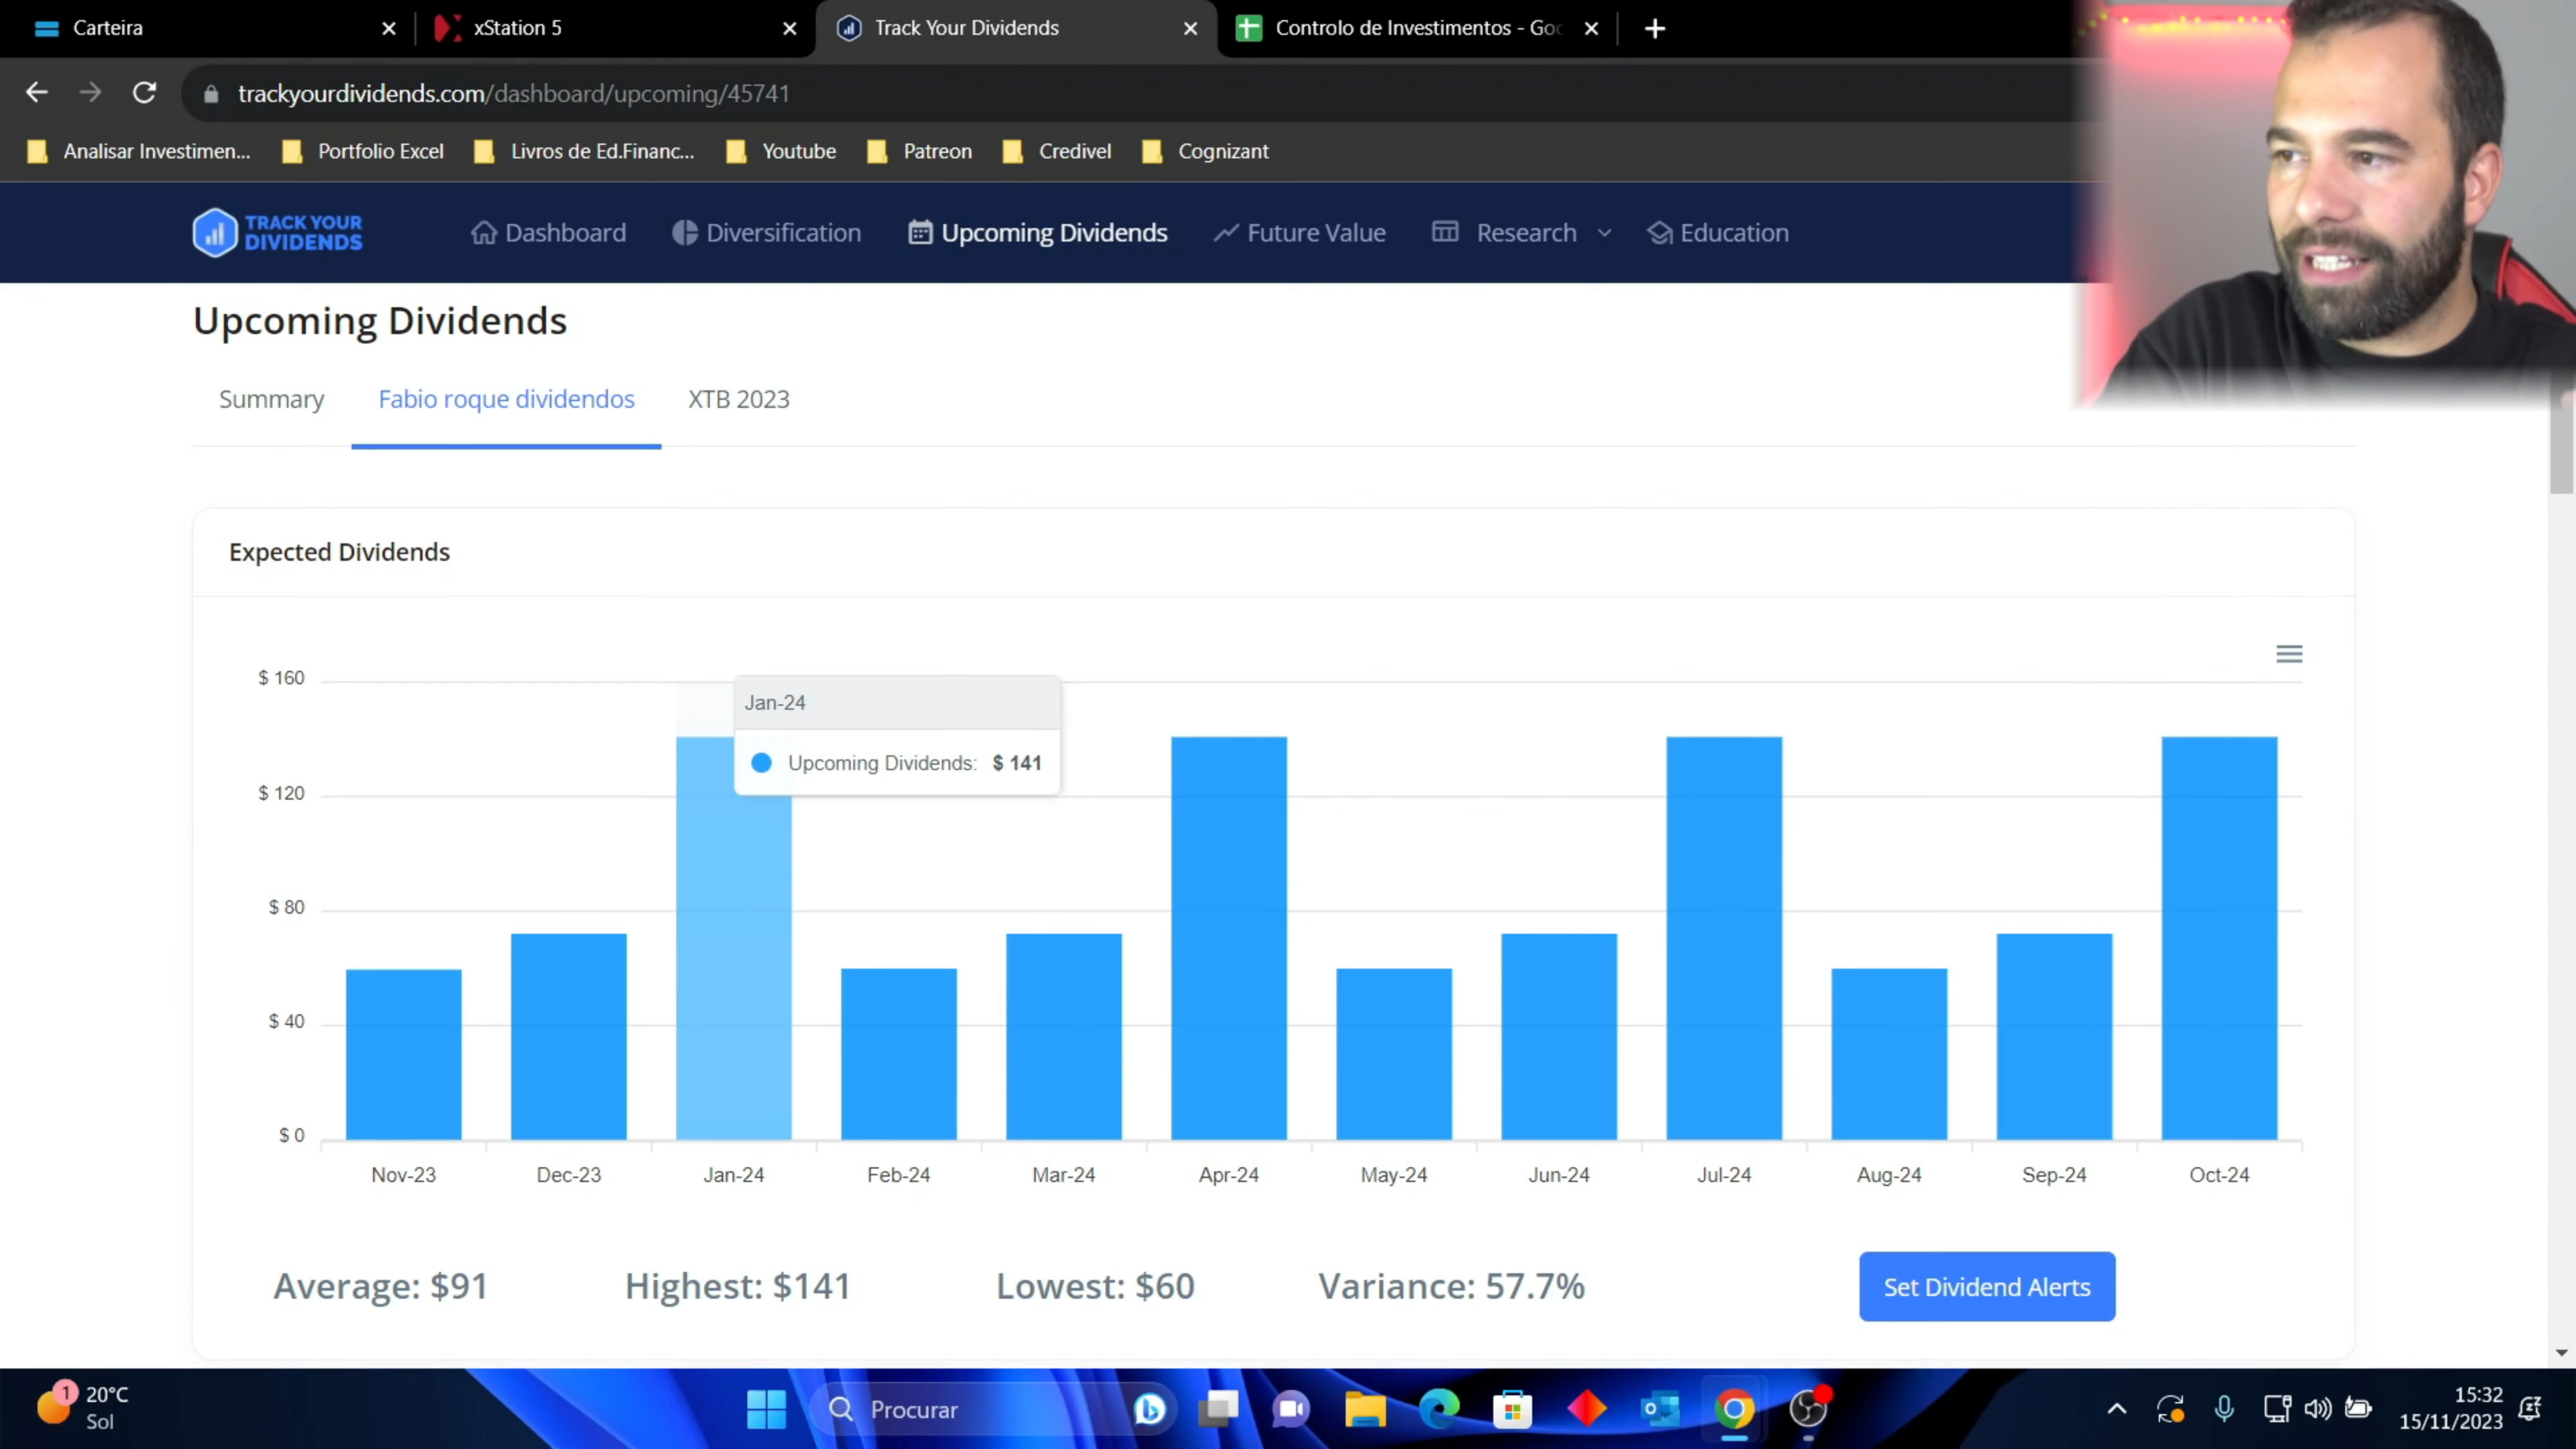 Carteira
xStation 5
Track Your Dividends
Controlo de Investimentos - Goo
trackyourdividends.com/dashboard/upcoming/45741
Analisar Investimen...
Portfolio Excel
Livros de Ed.Financ...
Youtube
Patreon
Credivel
Cognizant
TRACK YOUR
DIVIDENDS
Dashboard
Diversification
Upcoming Dividends
Future Value
Research
Education
Upcoming Dividends
Summary
Fabio roque dividendos
XTB 2023
Expected Dividends
$ 160
Jan-24
Upcoming Dividends: $ 141
$ 120
$ 80
$ 40
$ 0
Nov-23
Dec-23
Jan-24
Feb-24
Mar-24
Apr-24
May-24
Jun-24
Jul-24
Aug-24
Sep-24
Oct-24
Average: $91
Highest: $141
Lowest: $60
Variance: 57.7%
Set Dividend Alerts
1
20°C
Sol
Procurar
15:32
15/11/2023